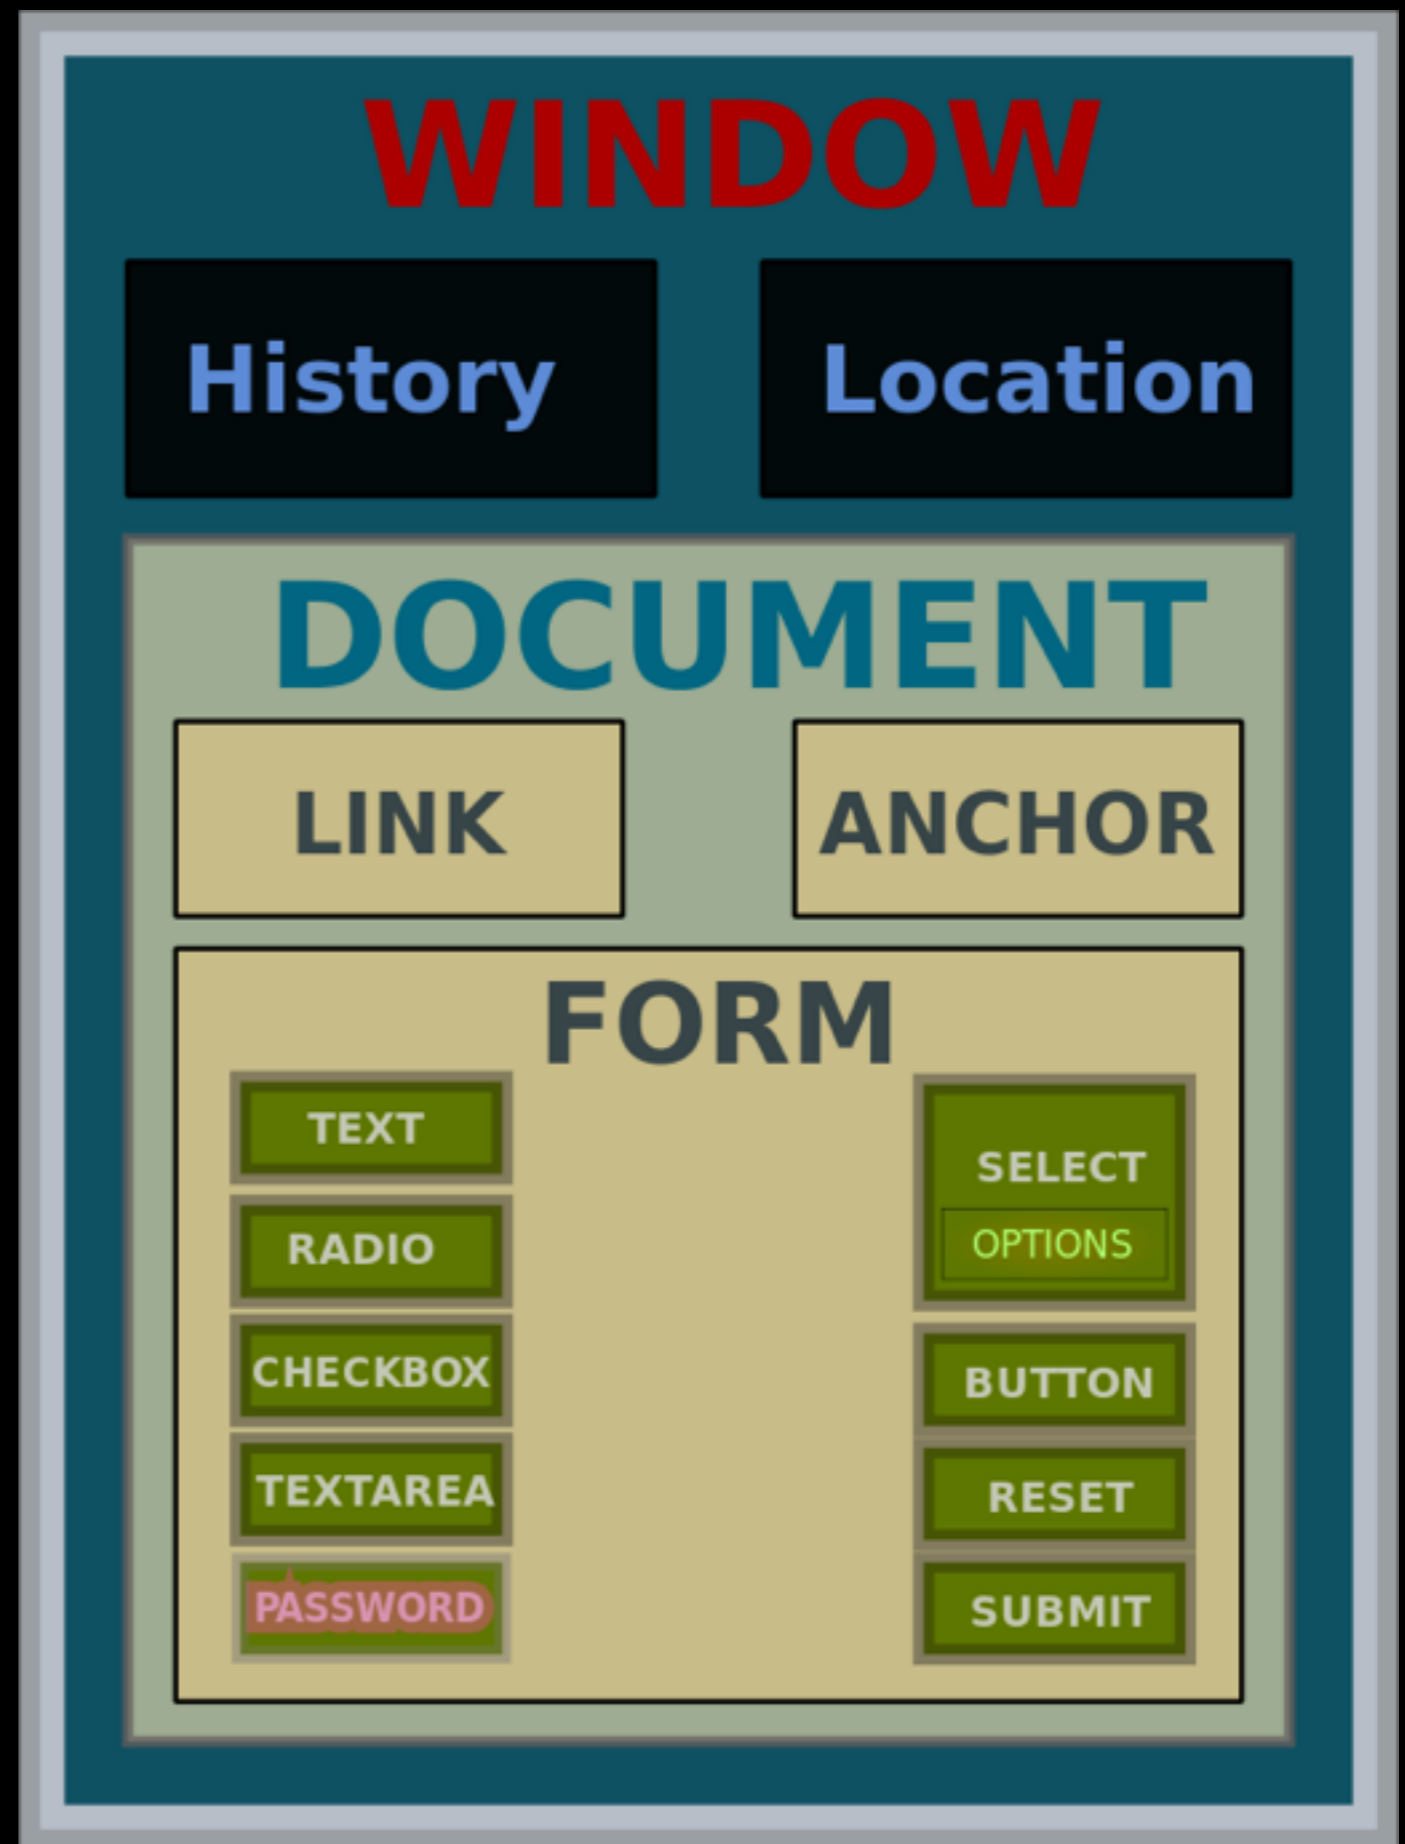 WINDOW
History
Location
DOCUMENT
LINK
ANCHOR
FORM
TEXT
RADIO
CHECKBOX
TEXTAREA
PASSWORD
SELECT
OPTIONS
BUTTON
RESET
SUBMIT